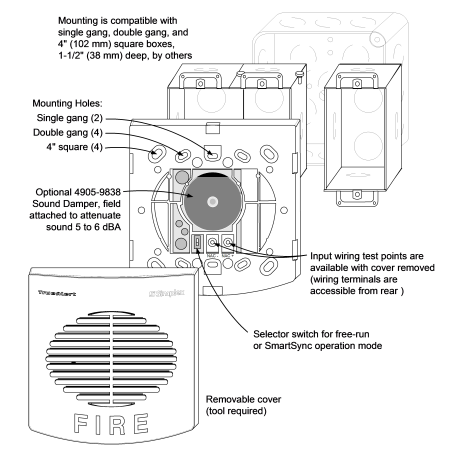 Mounting is compatible with
single gang, double gang, and
4" (102 mm) square boxes,
1-1/2" (38 mm) deep, by others
Mounting Holes:
Single gang (2)
Double gang (4)
4" square (4)
Optional 4905-9838
Sound Damper, field
attached to attenuate
sound 5 to 6 dBA
NAC - NAC +
Input wiring test points are
available with cover removed
(wiring terminals are
accessible from rear )
Selector switch for free-run
or SmartSync operation mode
TrueAlert Simplex
FIRE
Removable cover
(tool required)